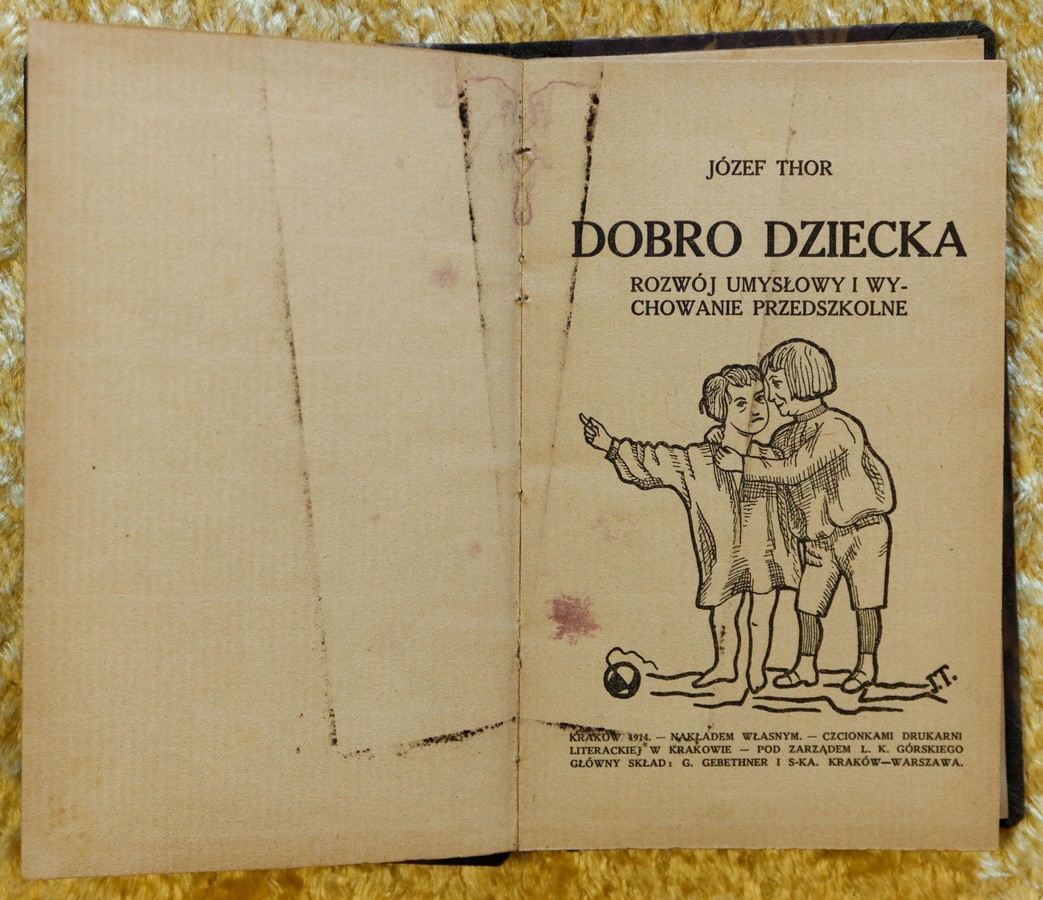 JÓZEF THOR
DOBRO DZIECKA
ROZWÓJ UMYSŁOWY I WY-
CHOWANIE PRZEDSZKOLNE
J.T.
KRAKÓW 1914. — NAKŁADEM WŁASNYM. — CZCIONKAMI DRUKARNI
LITERACKIEJ W KRAKOWIE — POD ZARZĄDEM L. K. GÓRSKIEGO
GŁÓWNY SKŁAD: G. GEBETHNER I S-KA. KRAKÓW—WARSZAWA.